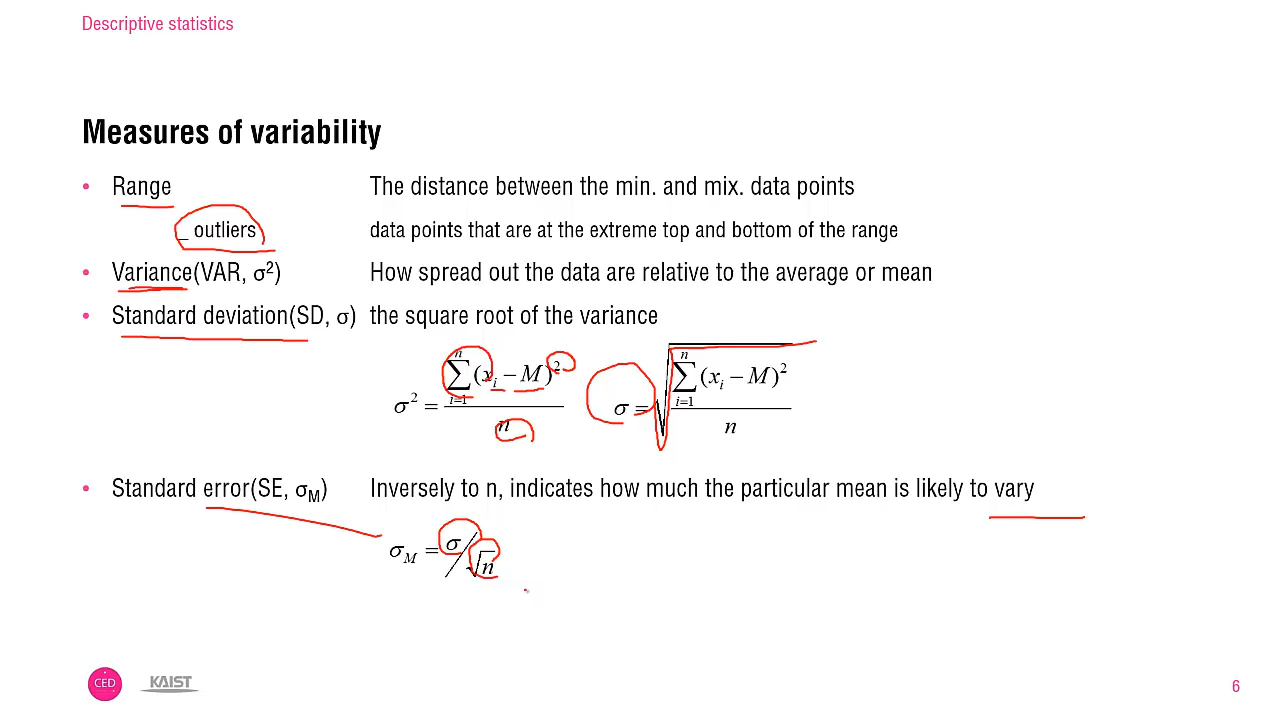 Descriptive statistics
Measures of variability
• Range The distance between the min. and mix. data points
_ outliers data points that are at the extreme top and bottom of the range
• Variance(VAR, σ²) How spread out the data are relative to the average or mean
• Standard deviation(SD, σ) the square root of the variance
σ² = ∑ᵢ₌₁ⁿ (xᵢ − M)² / n σ = √(∑ᵢ₌₁ⁿ (xᵢ − M)² / n)
• Standard error(SE, σM) Inversely to n, indicates how much the particular mean is likely to vary
σM = σ/√n
CED KAIST 6